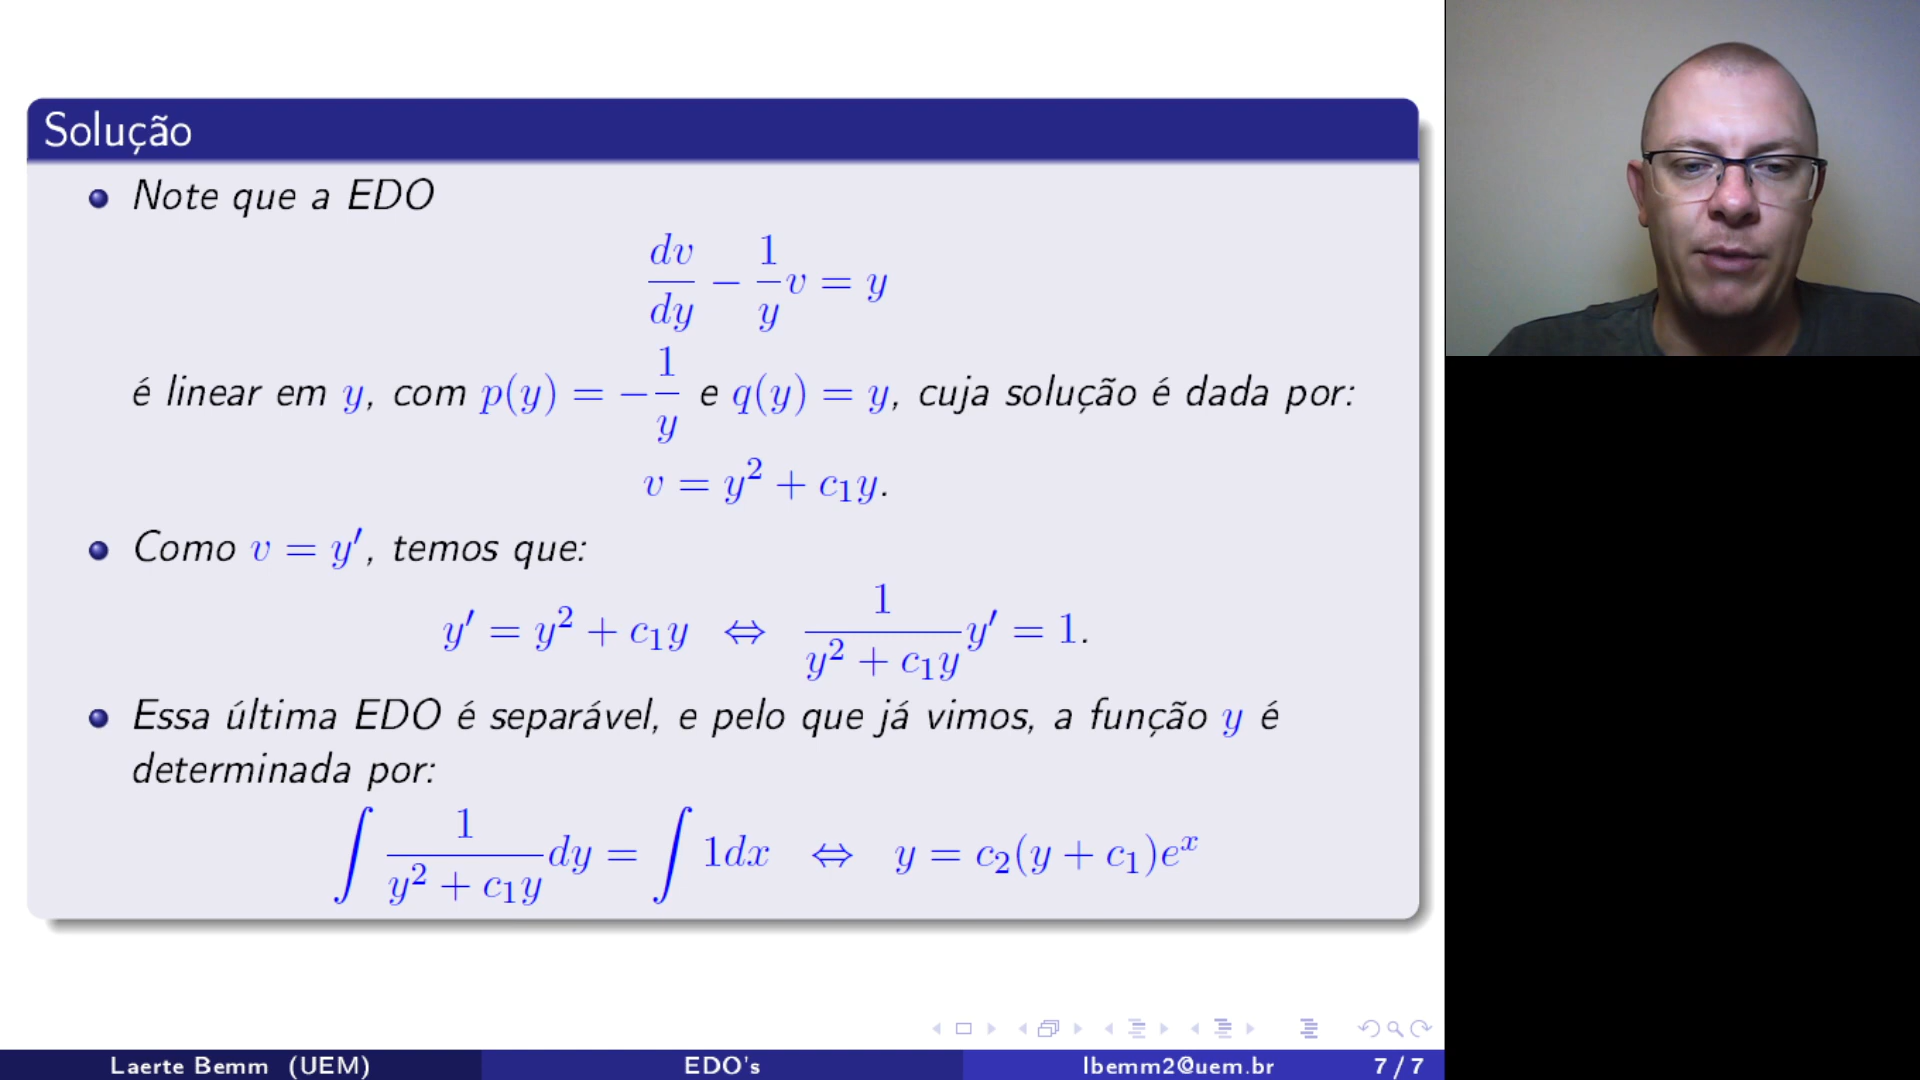 Solução
Note que a EDO
dv/dy − 1/y v = y
é linear em y, com p(y) = −1/y e q(y) = y, cuja solução é dada por:
v = y² + c₁y.
Como v = y′, temos que:
y′ = y² + c₁y ⇔ 1/(y² + c₁y) y′ = 1.
Essa última EDO é separável, e pelo que já vimos, a função y é
determinada por:
∫ 1/(y² + c₁y) dy = ∫ 1dx ⇔ y = c₂(y + c₁)eˣ
Laerte Bemm (UEM) EDO's lbemm2@uem.br 7 / 7